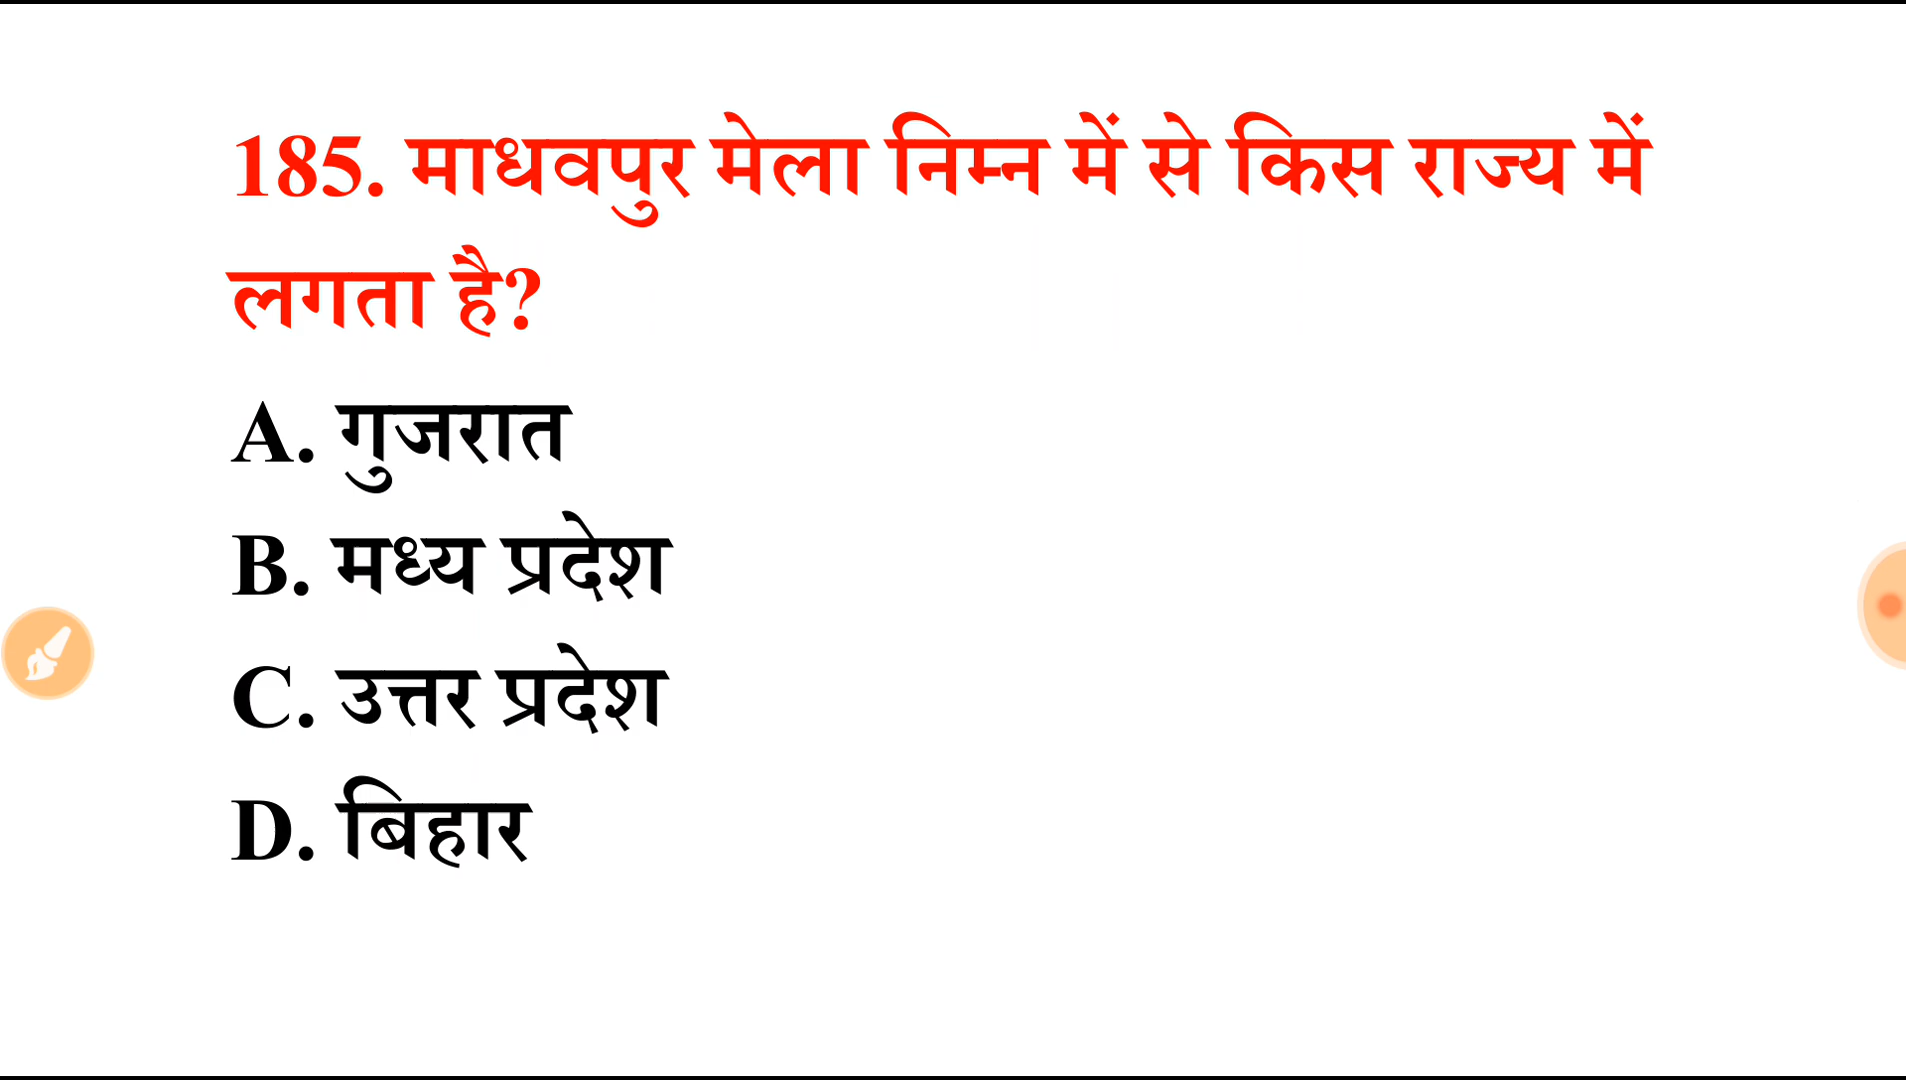 185. माधवपुर मेला निम्न में से किस राज्य में
लगता है?
A. गुजरात
B. मध्य प्रदेश
C. उत्तर प्रदेश
D. बिहार